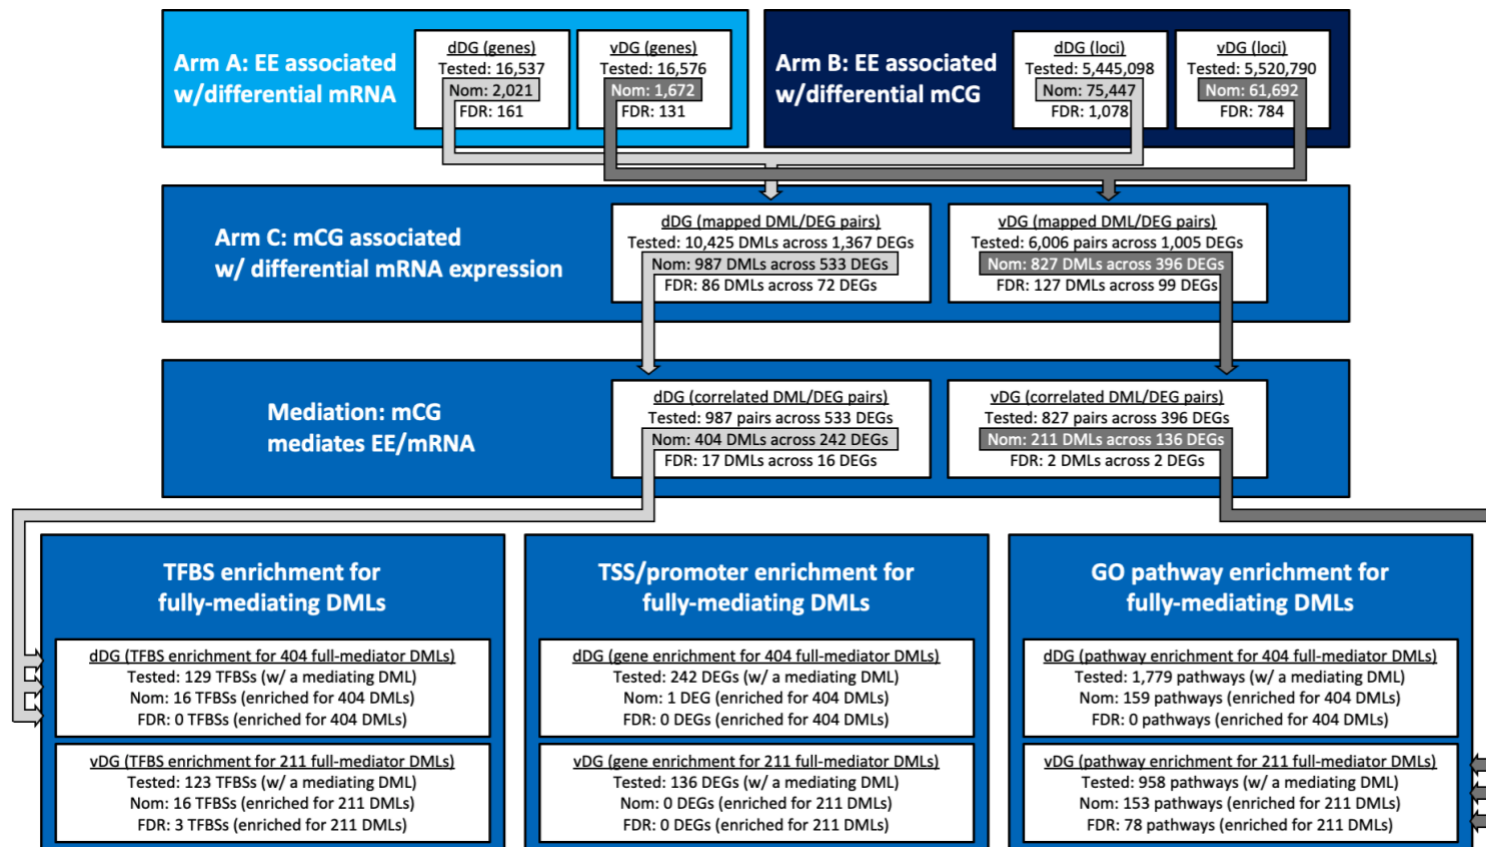 Arm A: EE associated
w/differential mRNA
dDG (genes)
Tested: 16,537
Nom: 2,021
FDR: 161
vDG (genes)
Tested: 16,576
Nom: 1,672
FDR: 131
Arm B: EE associated
w/differential mCG
dDG (loci)
Tested: 5,445,098
Nom: 75,447
FDR: 1,078
vDG (loci)
Tested: 5,520,790
Nom: 61,692
FDR: 784
Arm C: mCG associated
w/ differential mRNA expression
dDG (mapped DML/DEG pairs)
Tested: 10,425 DMLs across 1,367 DEGs
Nom: 987 DMLs across 533 DEGs
FDR: 86 DMLs across 72 DEGs
vDG (mapped DML/DEG pairs)
Tested: 6,006 pairs across 1,005 DEGs
Nom: 827 DMLs across 396 DEGs
FDR: 127 DMLs across 99 DEGs
Mediation: mCG
mediates EE/mRNA
dDG (correlated DML/DEG pairs)
Tested: 987 pairs across 533 DEGs
Nom: 404 DMLs across 242 DEGs
FDR: 17 DMLs across 16 DEGs
vDG (correlated DML/DEG pairs)
Tested: 827 pairs across 396 DEGs
Nom: 211 DMLs across 136 DEGs
FDR: 2 DMLs across 2 DEGs
TFBS enrichment for
fully-mediating DMLs
dDG (TFBS enrichment for 404 full-mediator DMLs)
Tested: 129 TFBSs (w/ a mediating DML)
Nom: 16 TFBSs (enriched for 404 DMLs)
FDR: 0 TFBSs (enriched for 404 DMLs)
vDG (TFBS enrichment for 211 full-mediator DMLs)
Tested: 123 TFBSs (w/ a mediating DML)
Nom: 16 TFBSs (enriched for 211 DMLs)
FDR: 3 TFBSs (enriched for 211 DMLs)
TSS/promoter enrichment for
fully-mediating DMLs
dDG (gene enrichment for 404 full-mediator DMLs)
Tested: 242 DEGs (w/ a mediating DML)
Nom: 1 DEG (enriched for 404 DMLs)
FDR: 0 DEGs (enriched for 404 DMLs)
vDG (gene enrichment for 211 full-mediator DMLs)
Tested: 136 DEGs (w/ a mediating DML)
Nom: 0 DEGs (enriched for 211 DMLs)
FDR: 0 DEGs (enriched for 211 DMLs)
GO pathway enrichment for
fully-mediating DMLs
dDG (pathway enrichment for 404 full-mediator DMLs)
Tested: 1,779 pathways (w/ a mediating DML)
Nom: 159 pathways (enriched for 404 DMLs)
FDR: 0 pathways (enriched for 404 DMLs)
vDG (pathway enrichment for 211 full-mediator DMLs)
Tested: 958 pathways (w/ a mediating DML)
Nom: 153 pathways (enriched for 211 DMLs)
FDR: 78 pathways (enriched for 211 DMLs)